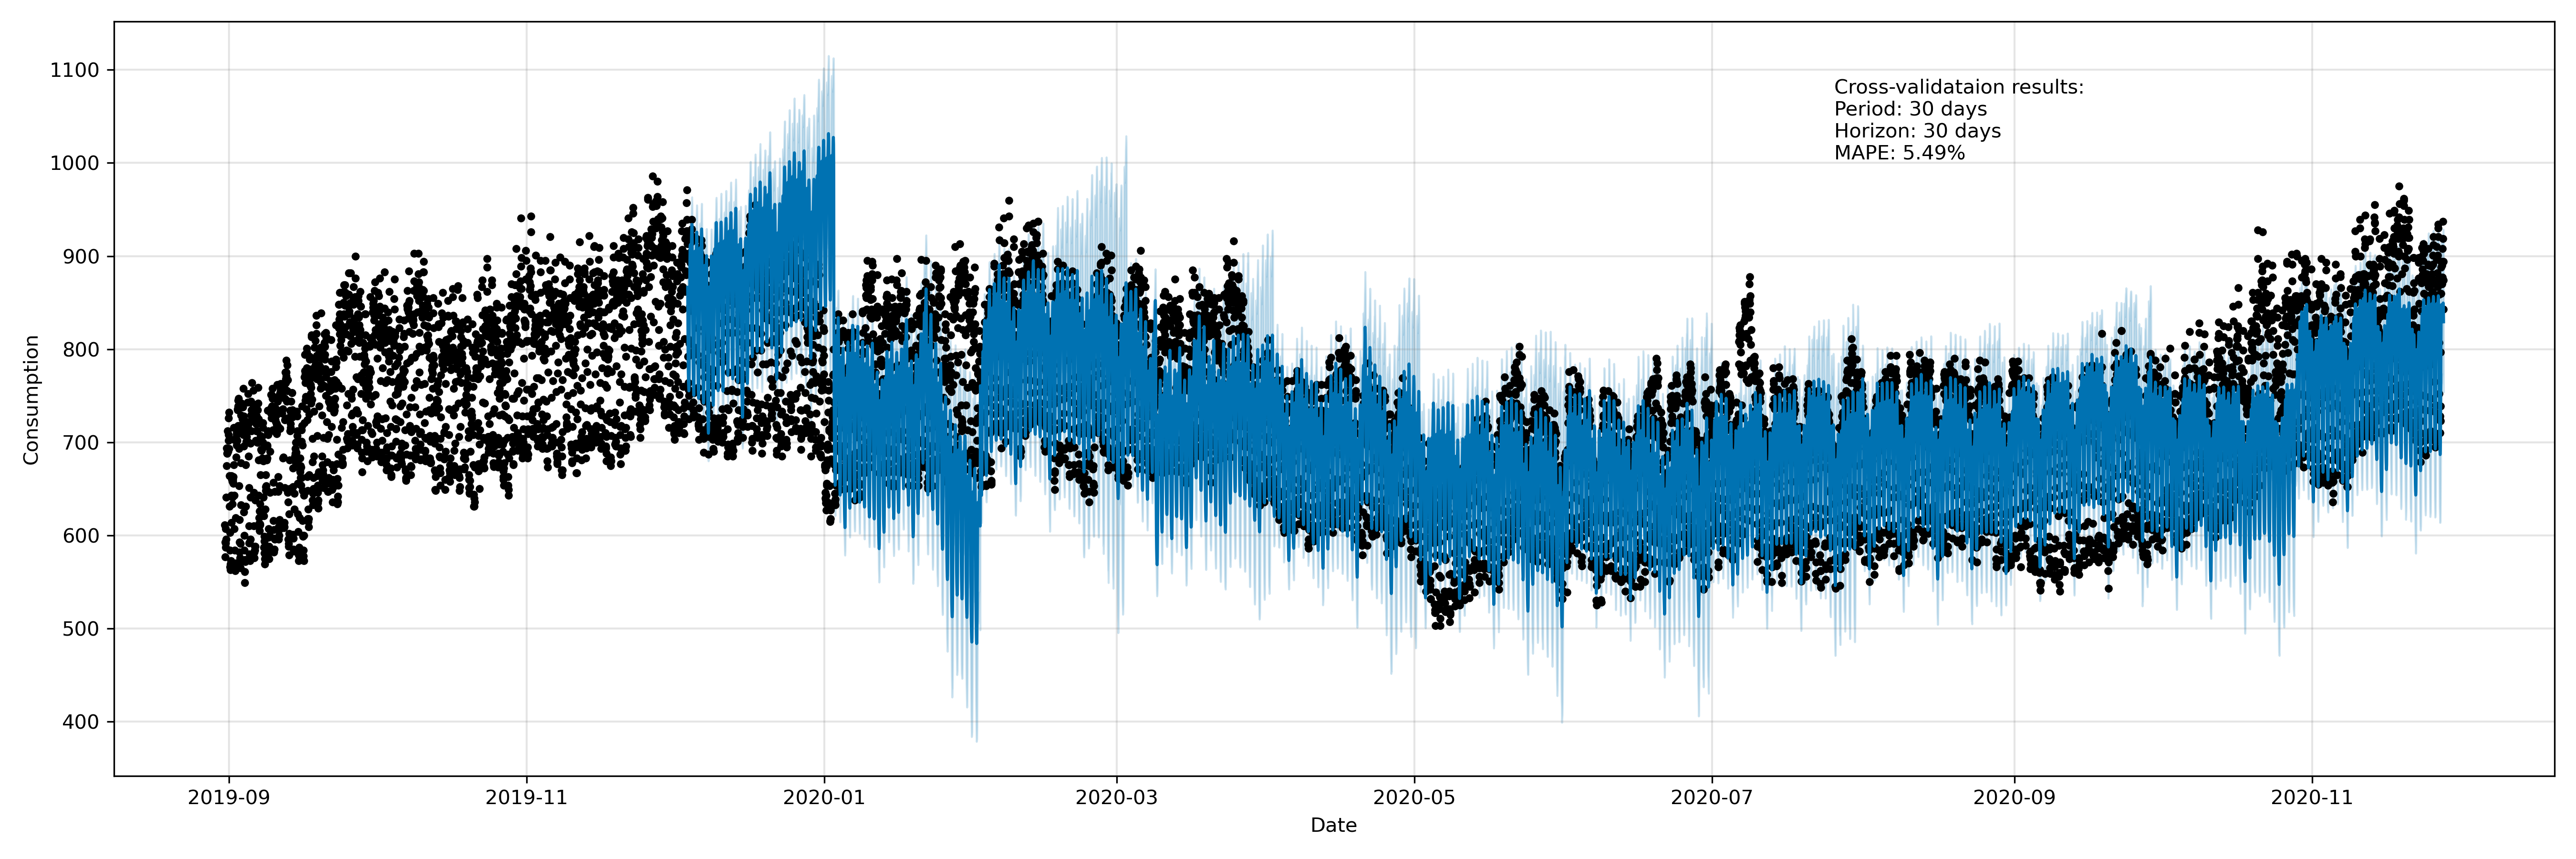 Cross-validataion results:
Period: 30 days
Horizon: 30 days
MAPE: 5.49%
1100
1000
900
800
700
600
500
400
Consumption
2019-09
2019-11
2020-01
2020-03
2020-05
2020-07
2020-09
2020-11
Date